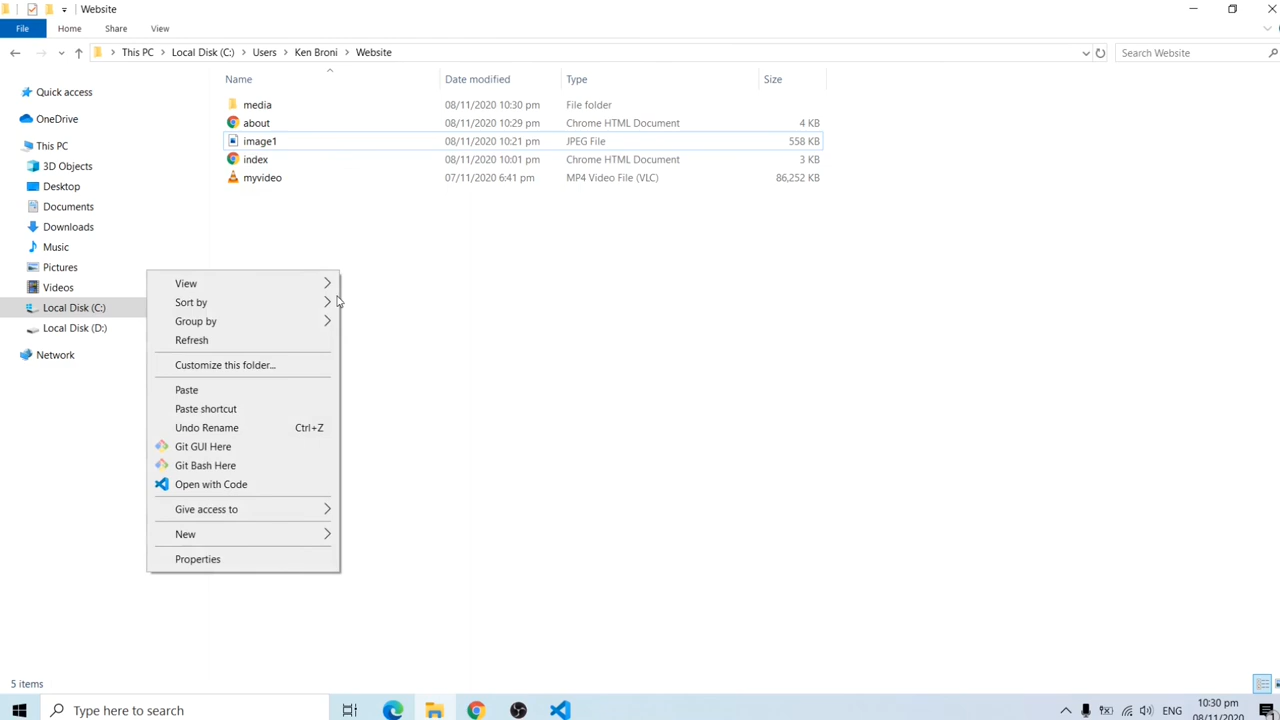 Website
File Home Share View
This PC Local Disk (C:) Users Ken Broni Website
Search Website
Name Date modified Type Size
media 08/11/2020 10:30 pm File folder
about 08/11/2020 10:29 pm Chrome HTML Document 4 KB
image1 08/11/2020 10:21 pm JPEG File 558 KB
index 08/11/2020 10:01 pm Chrome HTML Document 3 KB
myvideo 07/11/2020 6:41 pm MP4 Video File (VLC) 86,252 KB
Quick access
OneDrive
This PC
3D Objects
Desktop
Documents
Downloads
Music
Pictures
Videos
Local Disk (C:)
Local Disk (D:)
Network
View
Sort by
Group by
Refresh
Customize this folder...
Paste
Paste shortcut
Undo Rename Ctrl+Z
Git GUI Here
Git Bash Here
Open with Code
Give access to
New
Properties
5 items
Type here to search
ENG
10:30 pm
08/11/2020